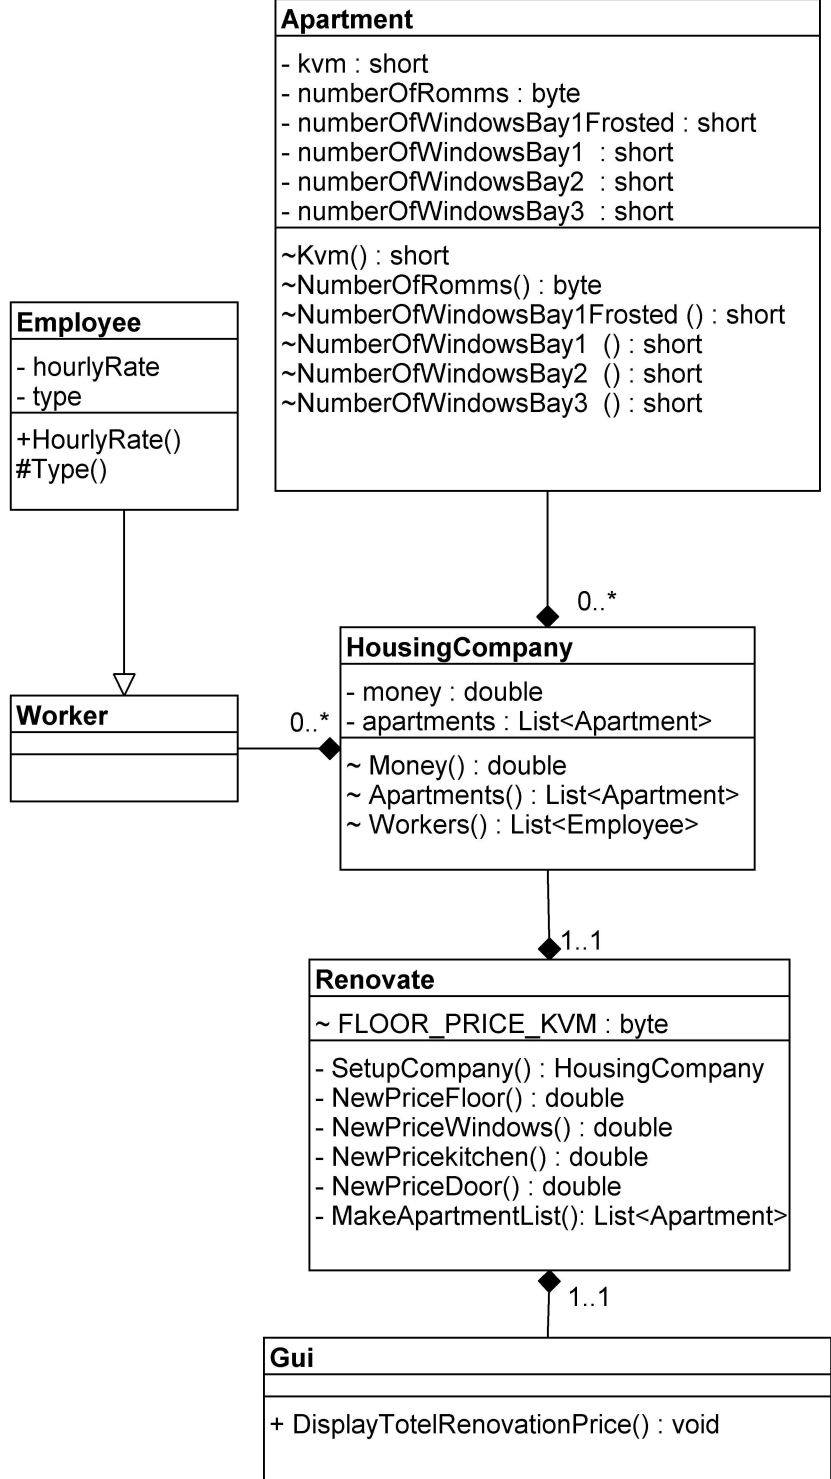 Apartment
- kvm : short
- numberOfRomms : byte
- numberOfWindowsBay1Frosted : short
- numberOfWindowsBay1  : short
- numberOfWindowsBay2  : short
- numberOfWindowsBay3  : short
~Kvm() : short
~NumberOfRomms() : byte
~NumberOfWindowsBay1Frosted () : short
~NumberOfWindowsBay1  () : short
~NumberOfWindowsBay2  () : short
~NumberOfWindowsBay3  () : short
Employee
- hourlyRate
- type
+HourlyRate()
#Type()
0..*
HousingCompany
- money : double
- apartments : List<Apartment>
~ Money() : double
~ Apartments() : List<Apartment>
~ Workers() : List<Employee>
Worker
0..*
1..1
Renovate
~ FLOOR_PRICE_KVM : byte
- SetupCompany() : HousingCompany
- NewPriceFloor() : double
- NewPriceWindows() : double
- NewPricekitchen() : double
- NewPriceDoor() : double
- MakeApartmentList(): List<Apartment>
1..1
Gui
+ DisplayTotelRenovationPrice() : void